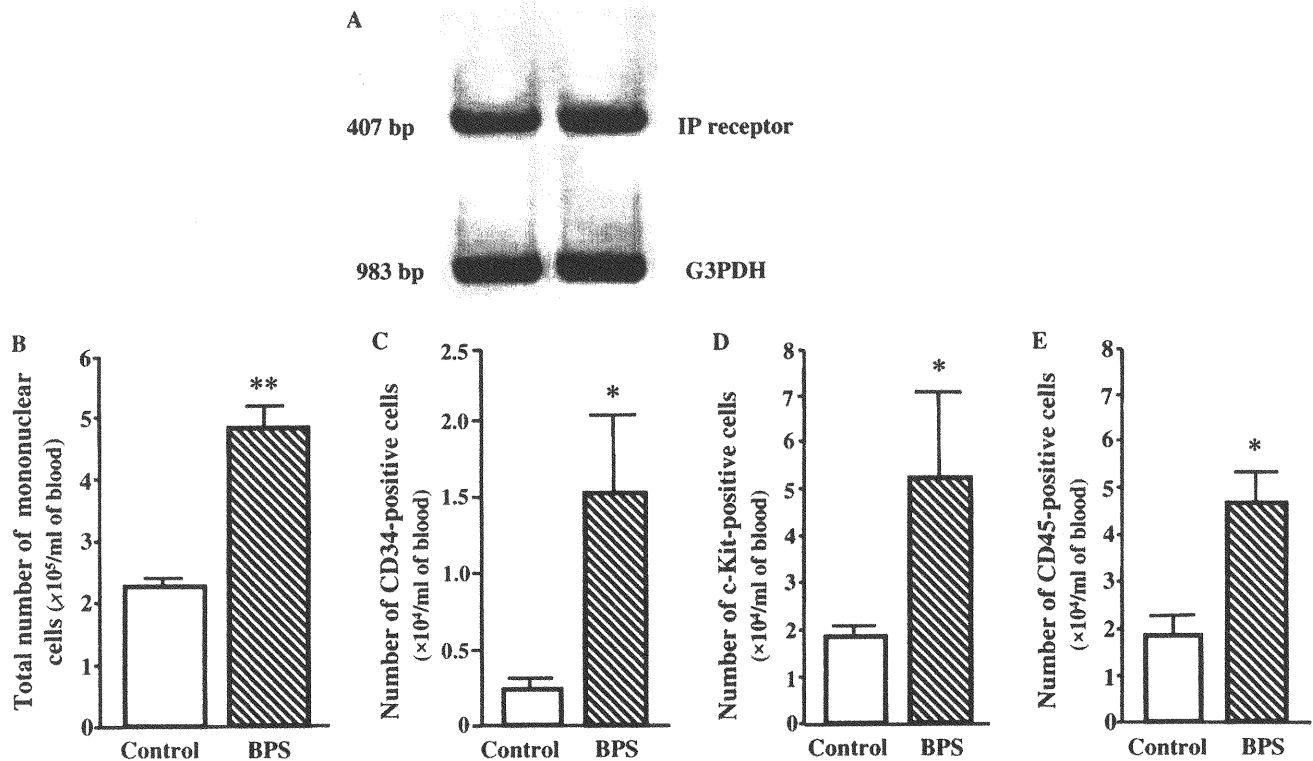 A
407 bp
IP receptor
983 bp
G3PDH
B
Total number of mononuclear
cells (×10⁵/ml of blood)
6
5
4
3
2
1
0
**
Control
BPS
C
Number of CD34-positive cells
(×10⁴/ml of blood)
2.5
2.0
1.5
1.0
0.5
0
*
Control
BPS
D
Number of c-Kit-positive cells
(×10⁴/ml of blood)
8
7
6
5
4
3
2
1
0
*
Control
BPS
E
Number of CD45-positive cells
(×10⁴/ml of blood)
8
7
6
5
4
3
2
1
0
*
Control
BPS